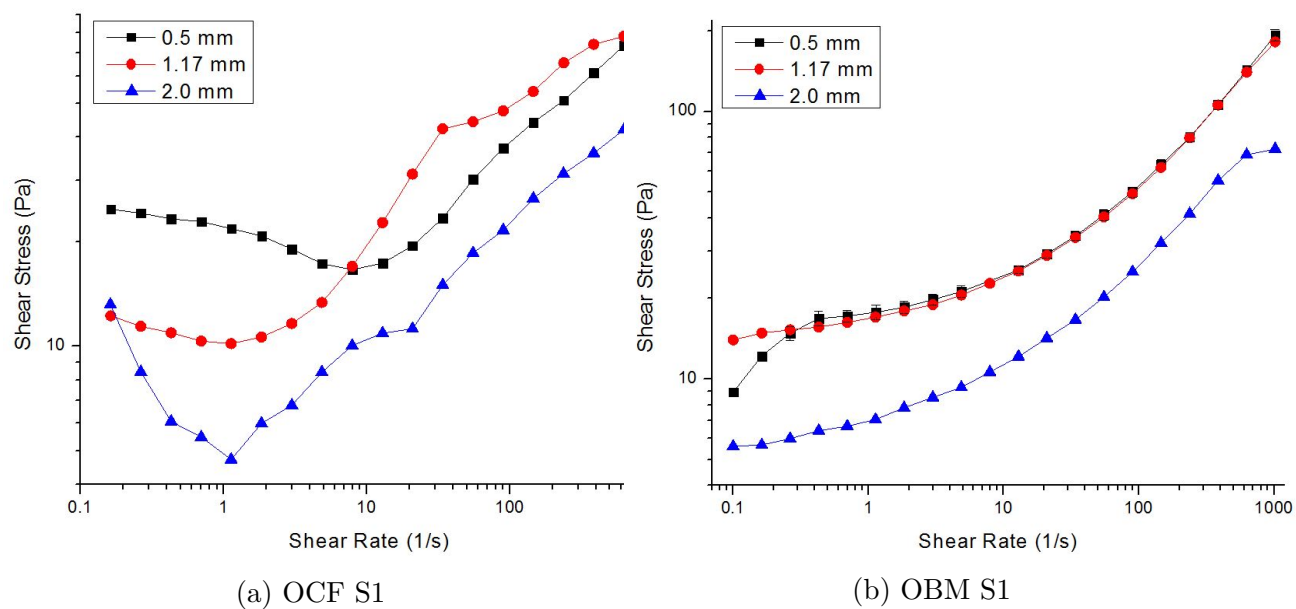 0.5 mm
1.17 mm
2.0 mm
Shear Stress (Pa)
10
0.1 1 10 100
Shear Rate (1/s)
(a) OCF S1
0.5 mm
1.17 mm
2.0 mm
Shear Stress (Pa)
100
10
0.1 1 10 100 1000
Shear Rate (1/s)
(b) OBM S1